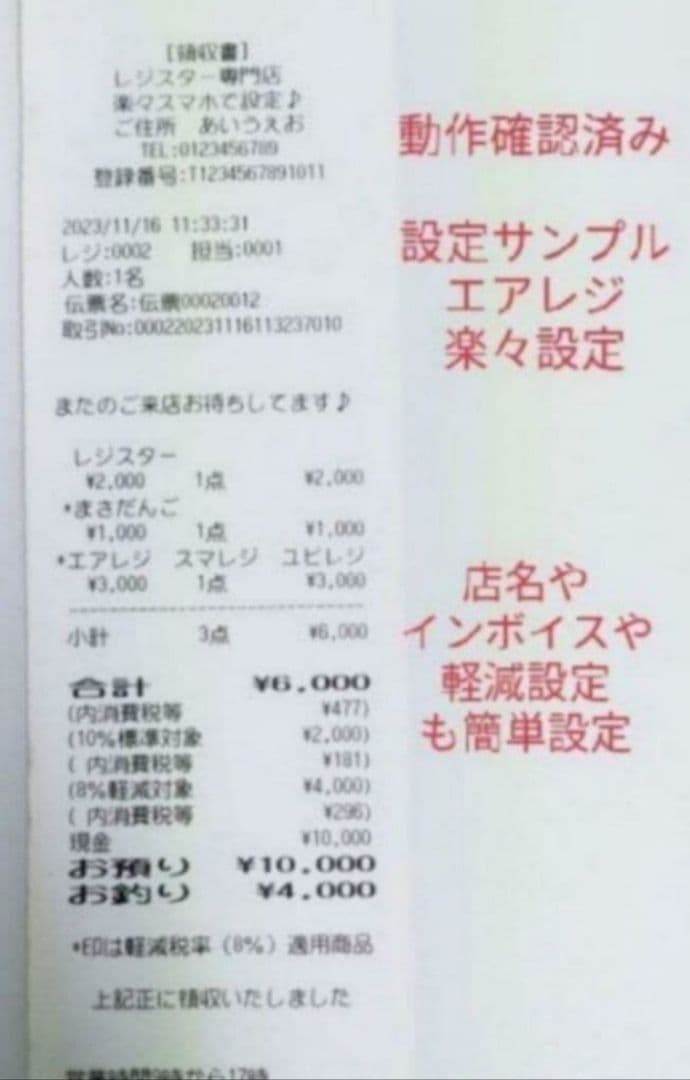 [領収書]
レジスター専門店
楽々スマホで設定♪
ご住所 あいうえお
TEL:0123456789
登録番号:T1234567891011
2023/11/16 11:33:31
レジ:0002 担当:0001
人数:1名
伝票名:伝票00020012
取引No:000220231116113237010
またのご来店お待ちしてます♪
レジスター
¥2,000 1点 ¥2,000
*まさだんご
¥1,000 1点 ¥1,000
*エアレジ スマレジ ユビレジ
¥3,000 1点 ¥3,000
小計 3点 ¥6,000
合計 ¥6,000
(内消費税等 ¥477)
(10%標準対象 ¥2,000)
( 内消費税等 ¥181)
(8%軽減対象 ¥4,000)
( 内消費税等 ¥296)
現金 ¥10,000
お預り ¥10,000
お釣り ¥4,000
*印は軽減税率(8%)適用商品
上記正に領収いたしました
営業時間9時から17時
動作確認済み
設定サンプル
エアレジ
楽々設定
店名や
インボイスや
軽減設定
も簡単設定